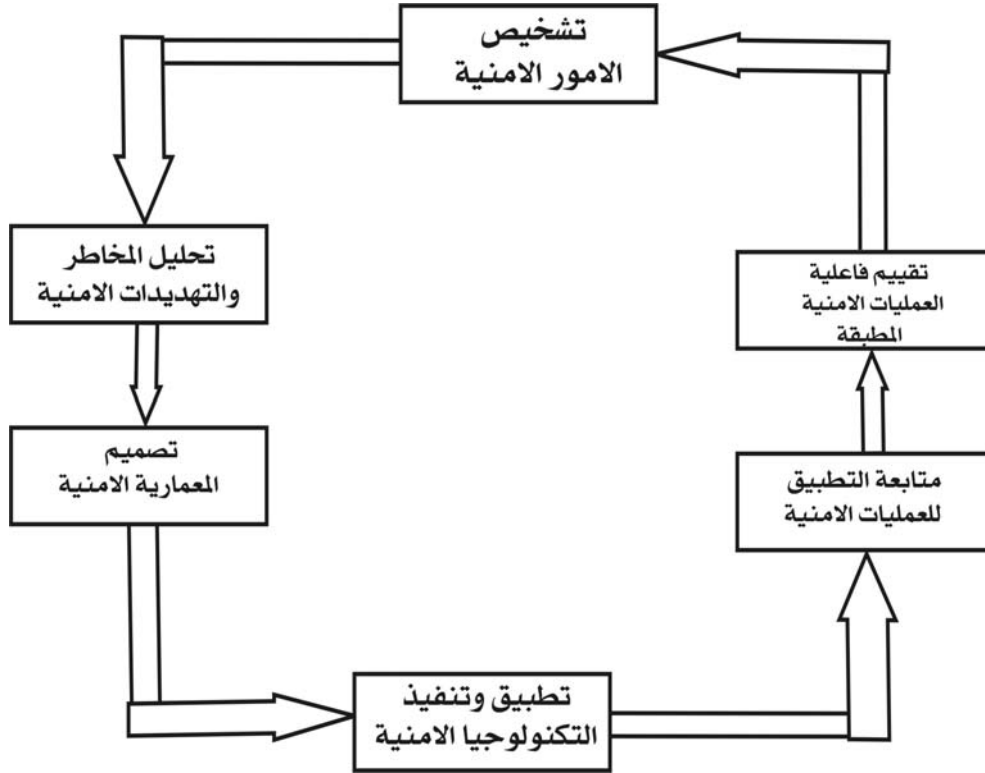 تشخيص
الامور الامنية
تحليل المخاطر
والتهديدات الامنية
تصميم
المعمارية الامنية
تطبيق وتنفيذ
التكنولوجيا الامنية
متابعة التطبيق
للعمليات الامنية
تقييم فاعلية
العمليات الامنية
المطبقة